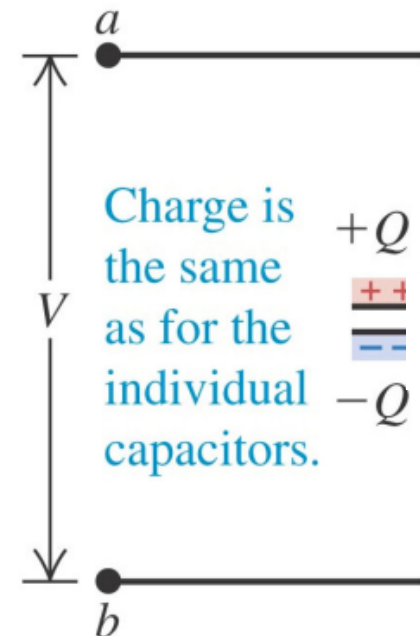 a
Charge is
the same
as for the
individual
capacitors.
V
+Q
++
−−
−Q
b